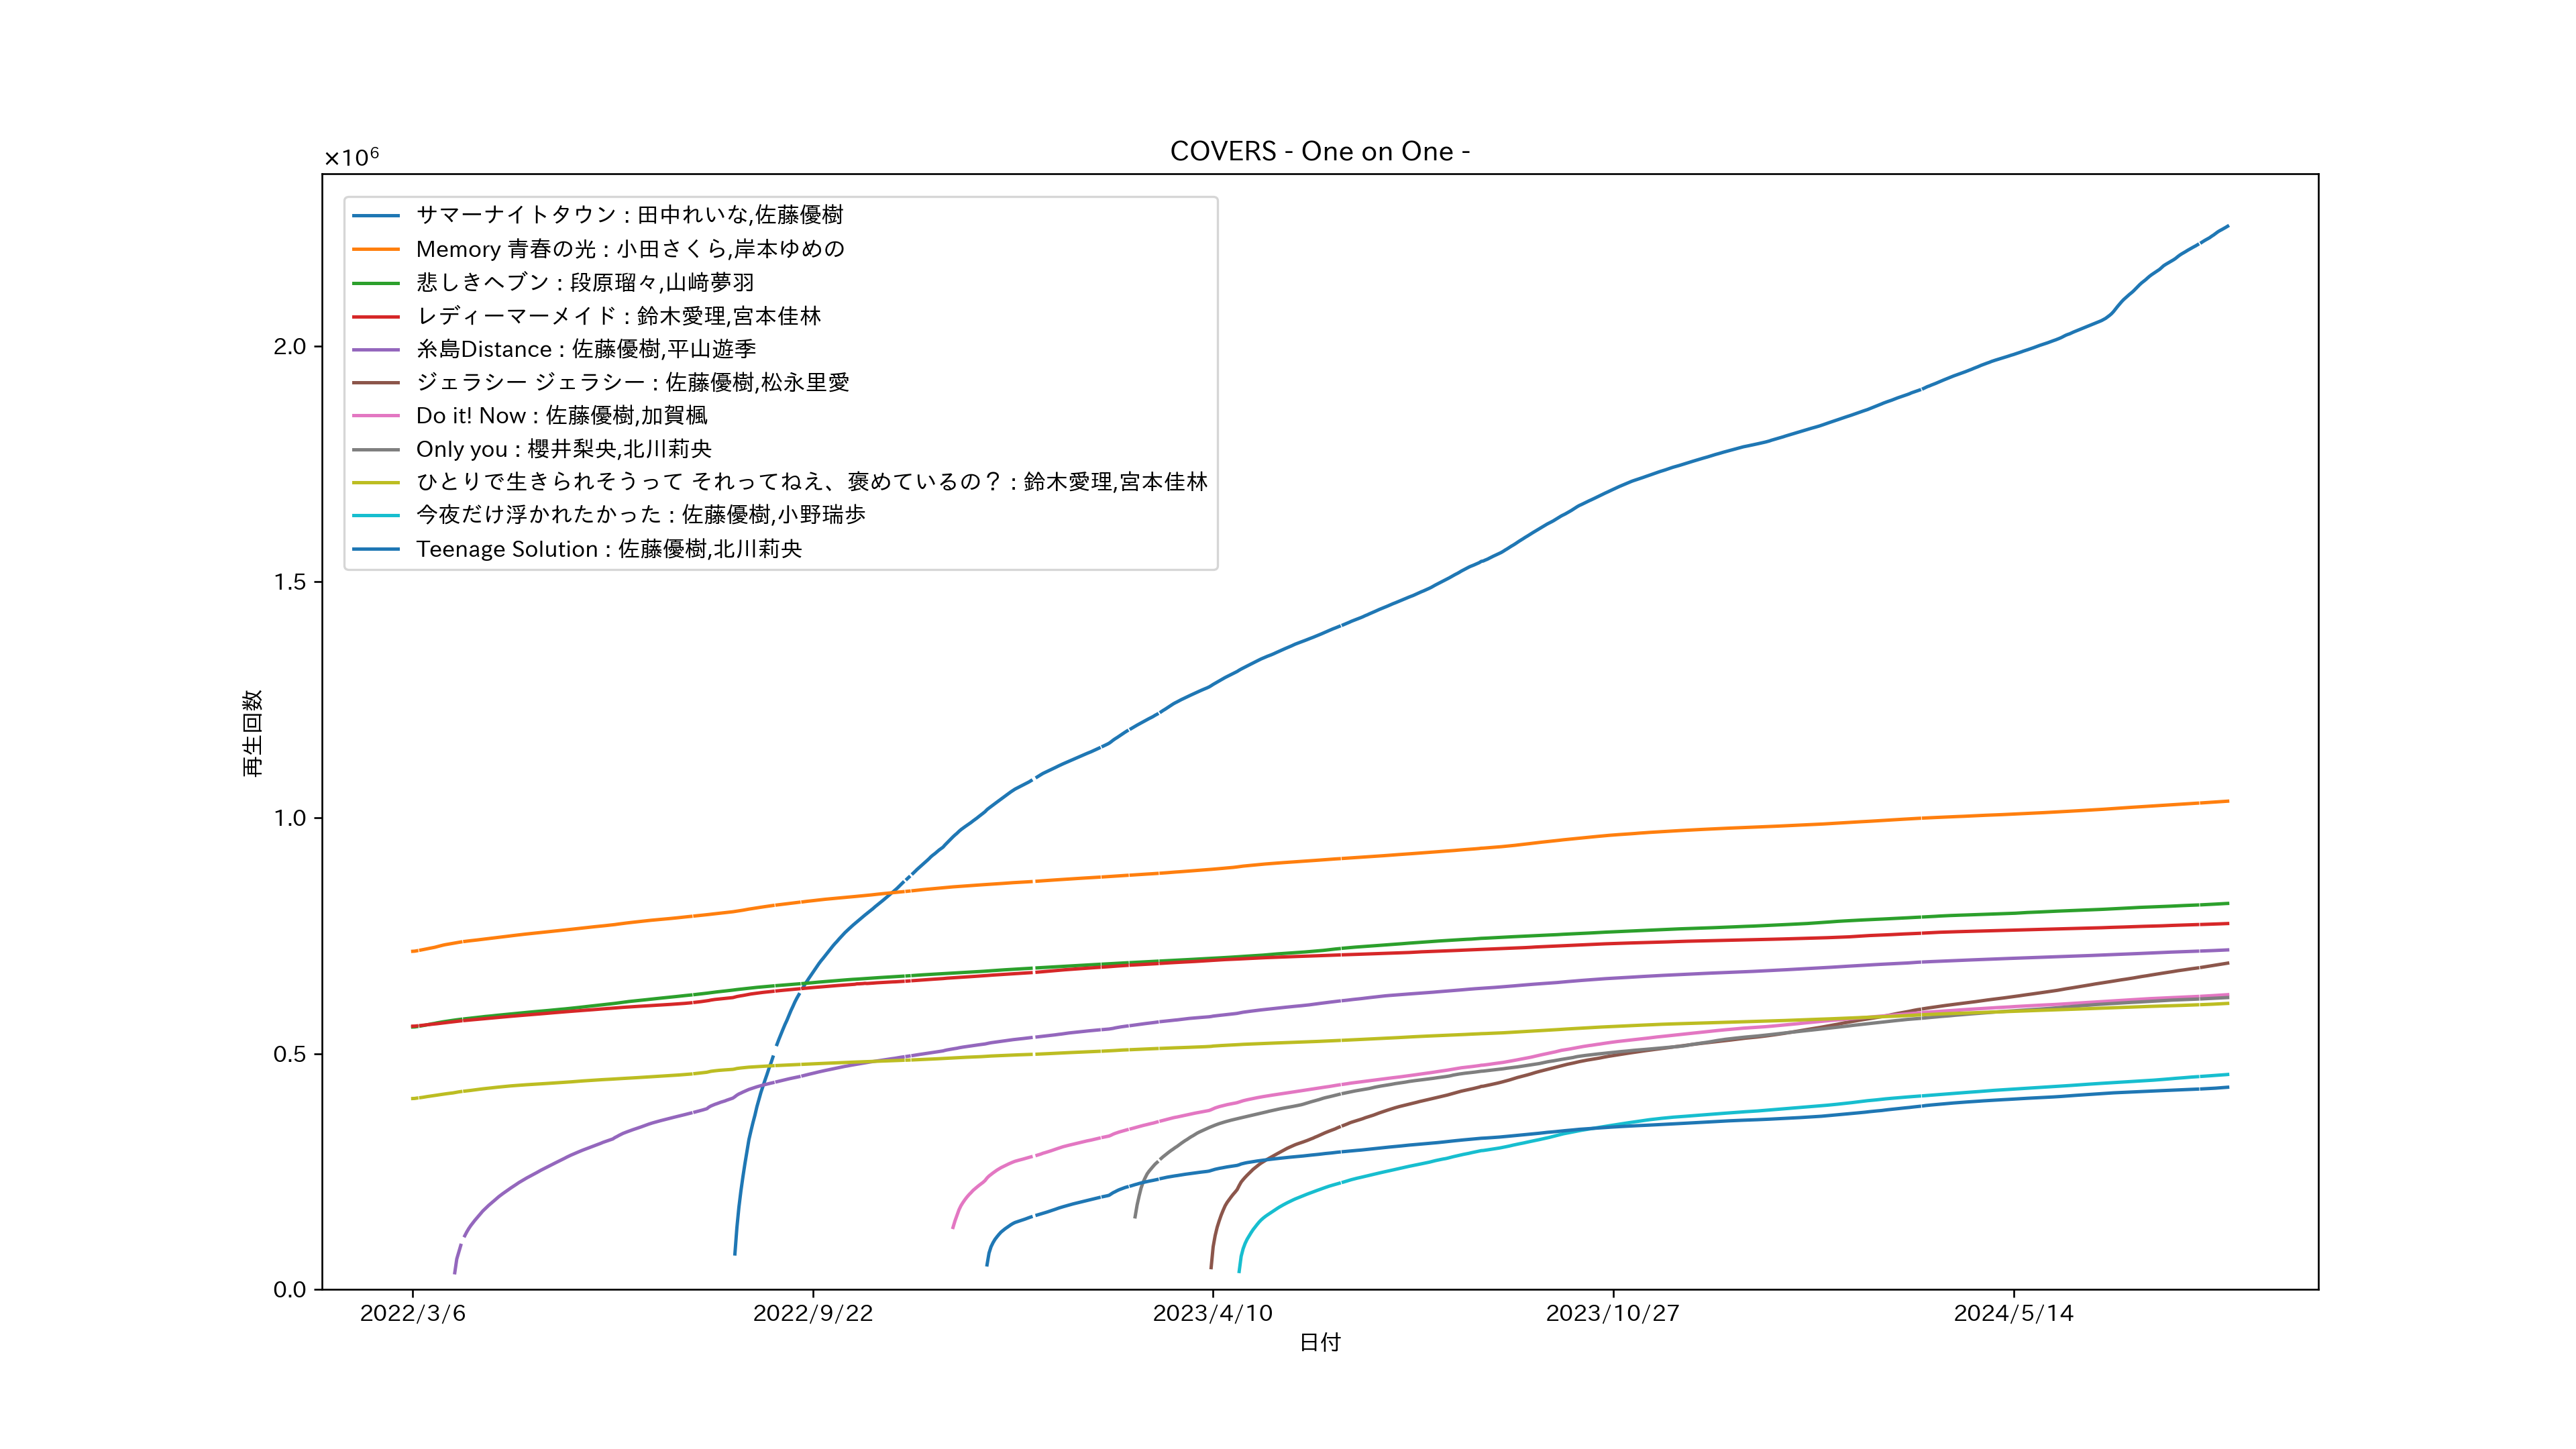 COVERS - One on One -
×10⁶
サマーナイトタウン : 田中れいな,佐藤優樹
Memory 青春の光 : 小田さくら,岸本ゆめの
悲しきヘブン : 段原瑠々,山﨑夢羽
レディーマーメイド : 鈴木愛理,宮本佳林
糸島Distance : 佐藤優樹,平山遊季
ジェラシー ジェラシー : 佐藤優樹,松永里愛
Do it! Now : 佐藤優樹,加賀楓
Only you : 櫻井梨央,北川莉央
ひとりで生きられそうって それってねえ、褒めているの？ : 鈴木愛理,宮本佳林
今夜だけ浮かれたかった : 佐藤優樹,小野瑞歩
Teenage Solution : 佐藤優樹,北川莉央
2.0
1.5
1.0
0.5
0.0
再生回数
2022/3/6
2022/9/22
2023/4/10
2023/10/27
2024/5/14
日付